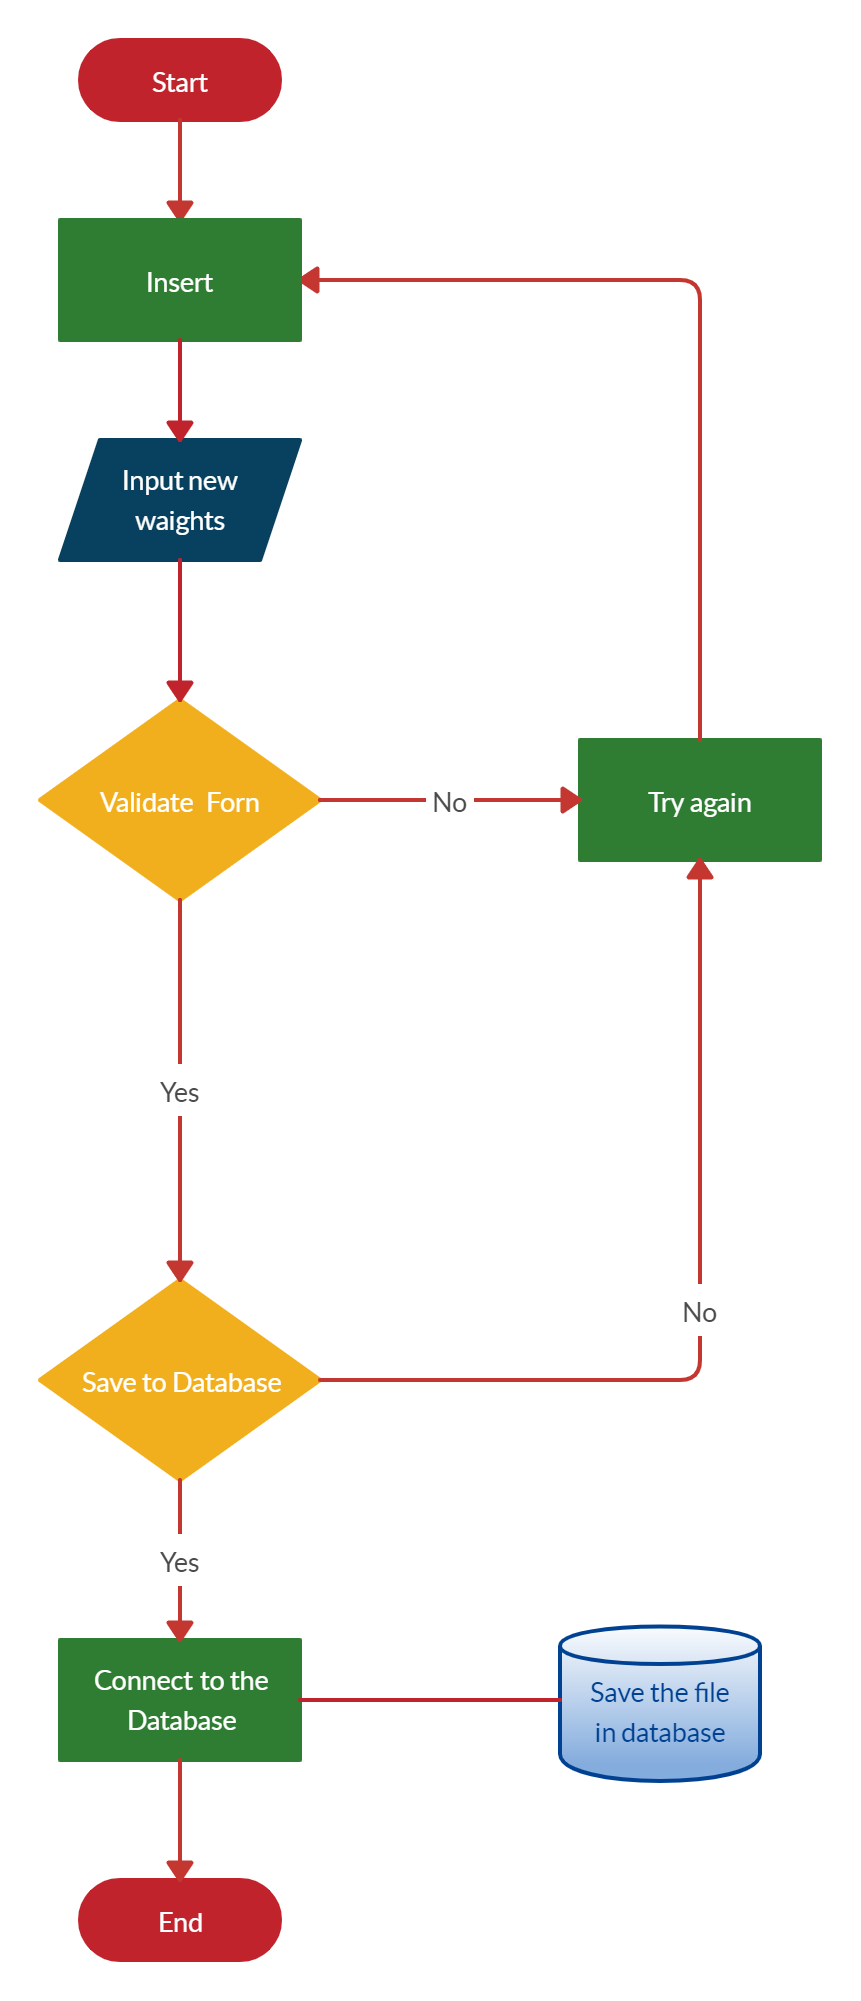 Start
Insert
Input new
waights
Validate  Forn
No
Try again
Yes
No
Save to Database
Yes
Connect to the
Database
Save the file
in database
End